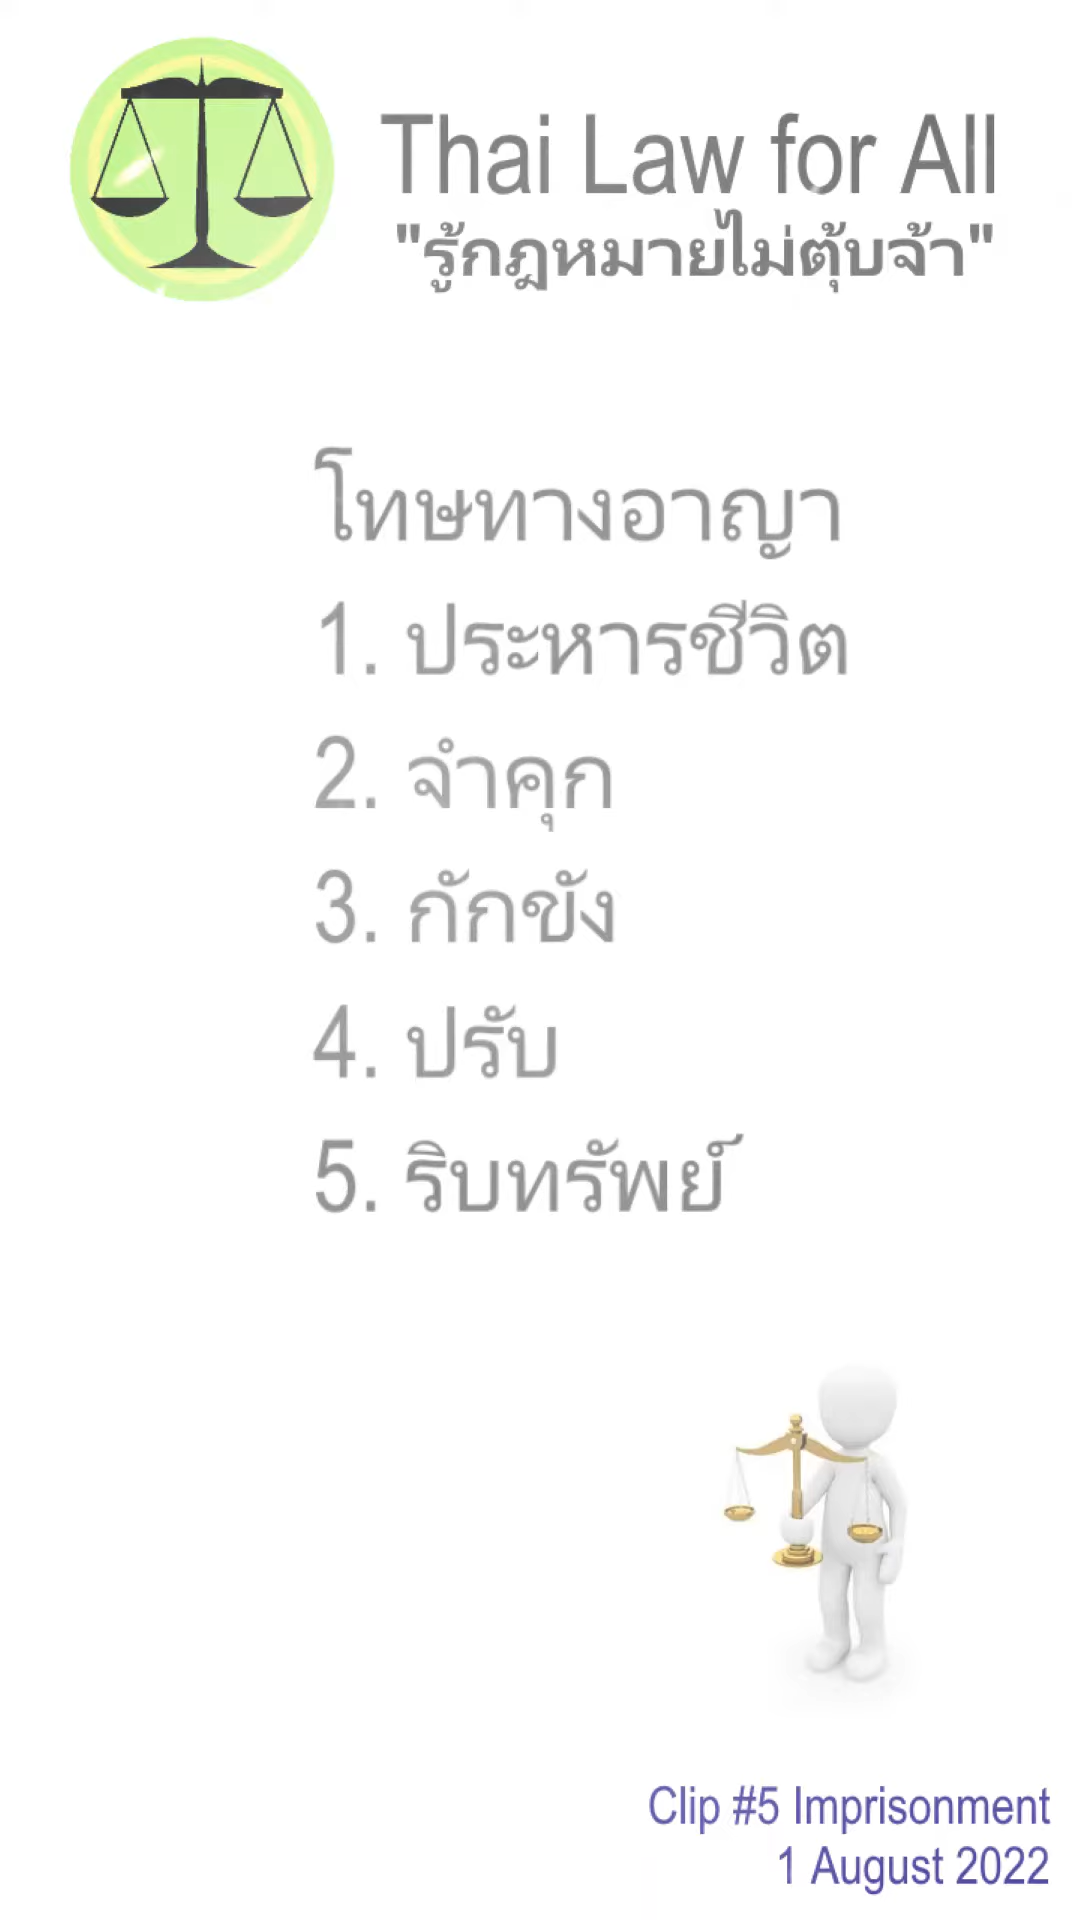 Thai Law for All
"รู้กฎหมายไม่ตุ้บจ้า"
โทษทางอาญา
1. ประหารชีวิต
2. จำคุก
3. กักขัง
4. ปรับ
5. ริบทรัพย์
Clip #5 Imprisonment
1 August 2022